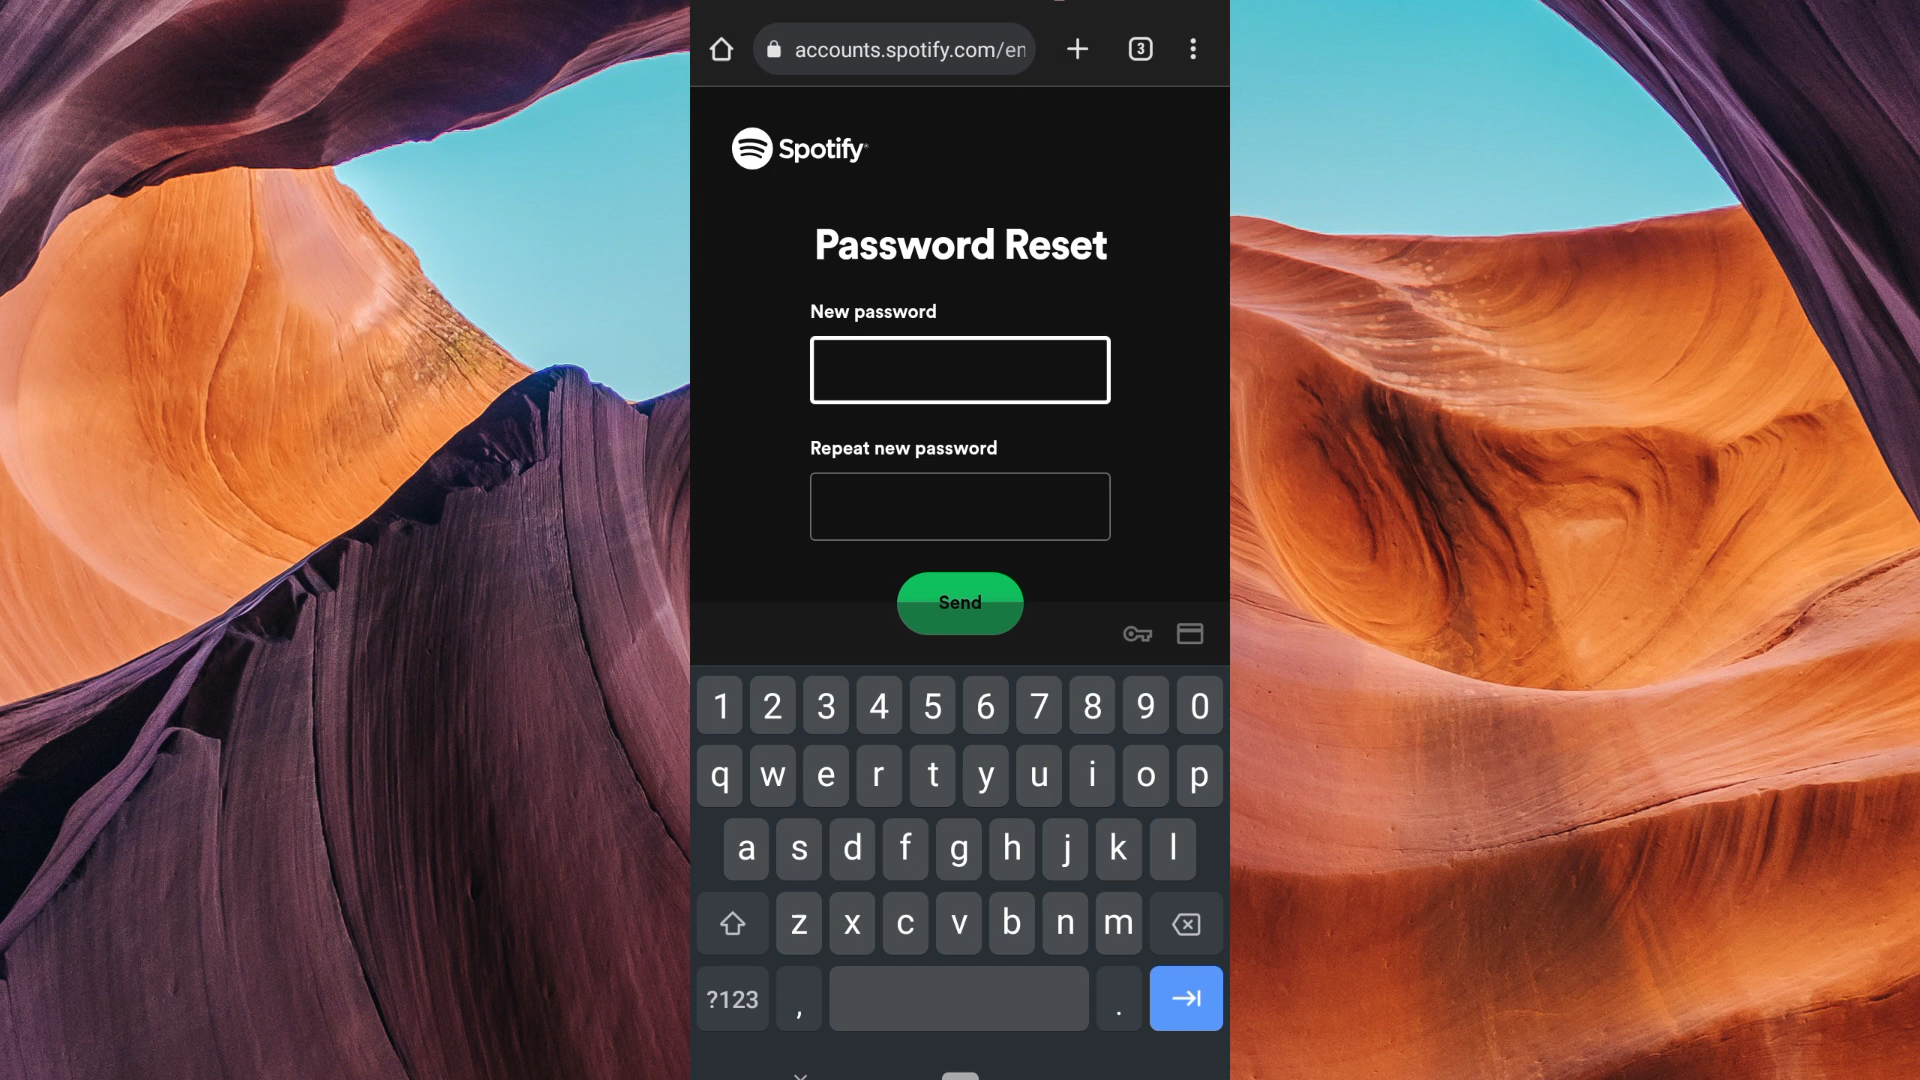 accounts.spotify.com/en
3
Spotify
Password Reset
New password
Repeat new password
Send
1 2 3 4 5 6 7 8 9 0
q w e r t y u i o p
a s d f g h j k l
z x c v b n m
?123 , .